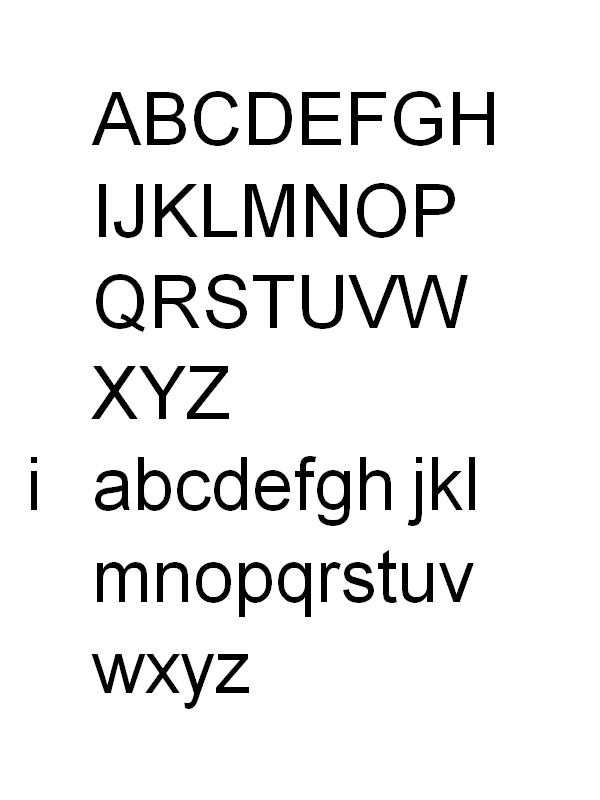 ABCDEFGH
IJKLMNOP
QRSTUVW
XYZ
i abcdefgh jkl
mnopqrstuv
wxyz